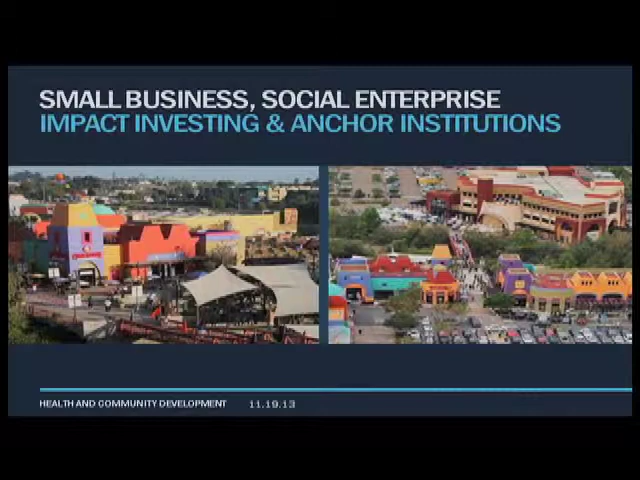 SMALL BUSINESS, SOCIAL ENTERPRISE
IMPACT INVESTING & ANCHOR INSTITUTIONS
HEALTH AND COMMUNITY DEVELOPMENT 11.19.13